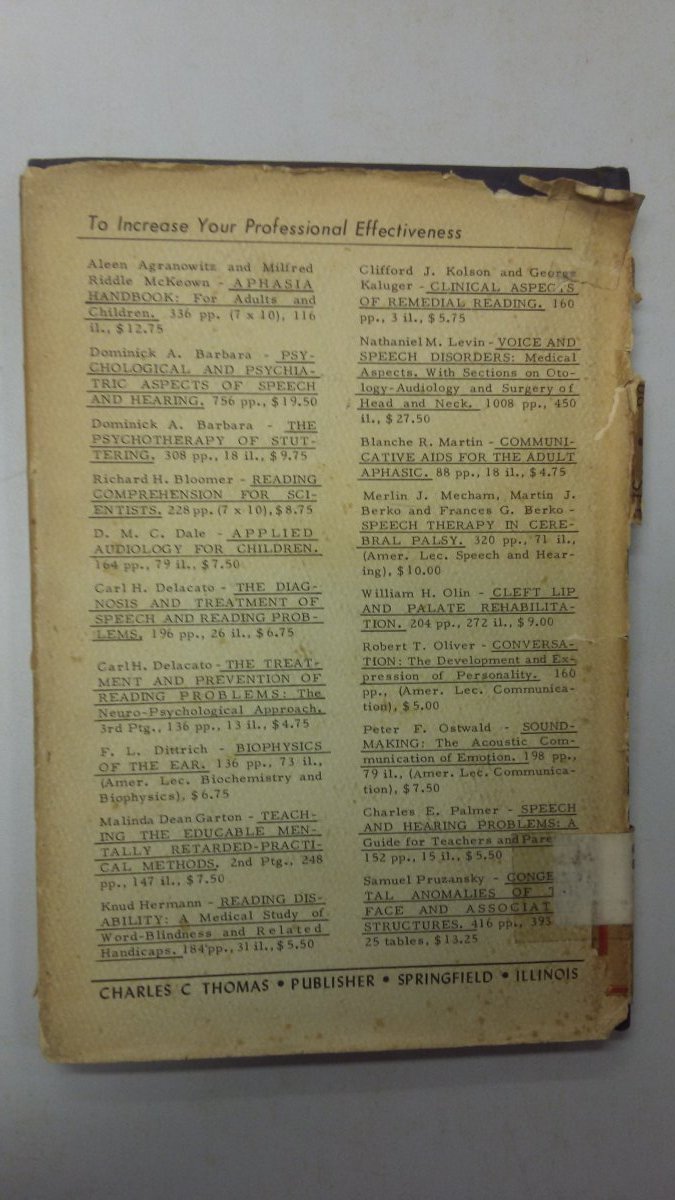 To Increase Your Professional Effectiveness
Aleen Agranowitz and Milfred
Riddle McKeown - APHASIA
HANDBOOK: For Adults and
Children. 336 pp. (7 x 10), 116
il., $12.75
Dominick A. Barbara - PSY-
CHOLOGICAL AND PSYCHIA-
TRIC ASPECTS OF SPEECH
AND HEARING. 756 pp., $19.50
Dominick A. Barbara - THE
PSYCHOTHERAPY OF STUT-
TERING. 308 pp., 18 il., $9.75
Richard H. Bloomer - READING
COMPREHENSION FOR SCI-
ENTISTS. 228 pp. (7 x 10), $8.75
D. M. C. Dale - APPLIED
AUDIOLOGY FOR CHILDREN.
164 pp., 79 il., $7.50
Carl H. Delacato - THE DIAG-
NOSIS AND TREATMENT OF
SPEECH AND READING PROB-
LEMS. 196 pp., 26 il., $6.75
Carl H. Delacato - THE TREAT-
MENT AND PREVENTION OF
READING PROBLEMS: The
Neuro-Psychological Approach.
3rd Ptg., 136 pp., 13 il., $4.75
F. L. Dittrich - BIOPHYSICS
OF THE EAR. 136 pp., 73 il.,
(Amer. Lec. Biochemistry and
Biophysics), $6.75
Malinda Dean Garton - TEACH-
ING THE EDUCABLE MEN-
TALLY RETARDED-PRACTI-
CAL METHODS. 2nd Ptg., 248
pp., 147 il., $7.50
Knud Hermann - READING DIS-
ABILITY: A Medical Study of
Word-Blindness and Related
Handicaps. 184 pp., 31 il., $5.50
Clifford J. Kolson and George
Kaluger - CLINICAL ASPECTS
OF REMEDIAL READING. 160
pp., 3 il., $5.75
Nathaniel M. Levin - VOICE AND
SPEECH DISORDERS: Medical
Aspects. With Sections on Oto-
logy-Audiology and Surgery of
Head and Neck. 1008 pp., 450
il., $27.50
Blanche R. Martin - COMMUNI-
CATIVE AIDS FOR THE ADULT
APHASIC. 88 pp., 18 il., $4.75
Merlin J. Mecham, Martin J.
Berko and Frances G. Berko -
SPEECH THERAPY IN CERE-
BRAL PALSY. 320 pp., 71 il.,
(Amer. Lec. Speech and Hear-
ing), $10.00
William H. Olin - CLEFT LIP
AND PALATE REHABILITA-
TION. 204 pp., 272 il., $9.00
Robert T. Oliver - CONVERSA-
TION: The Development and Ex-
pression of Personality. 160
pp., (Amer. Lec. Communica-
tion), $5.00
Peter F. Ostwald - SOUND-
MAKING: The Acoustic Com-
munication of Emotion. 198 pp.,
79 il., (Amer. Lec. Communica-
tion), $7.50
Charles E. Palmer - SPEECH
AND HEARING PROBLEMS: A
Guide for Teachers and Pare
152 pp., 15 il., $5.50
Samuel Pruzansky - CONGE
TAL ANOMALIES OF T
FACE AND ASSOCIAT
STRUCTURES. 416 pp., 393
25 tables, $13.25
CHARLES C THOMAS • PUBLISHER • SPRINGFIELD • ILLINOIS